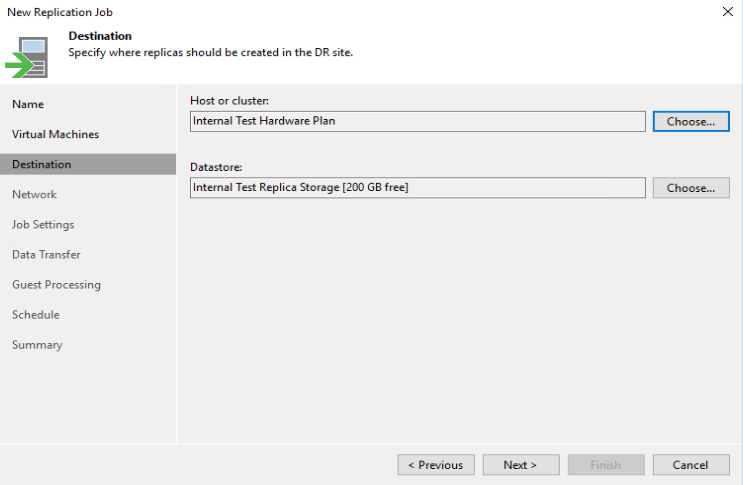 New Replication Job
Destination
Specify where replicas should be created in the DR site.
Name
Virtual Machines
Destination
Network
Job Settings
Data Transfer
Guest Processing
Schedule
Summary
Host or cluster:
Internal Test Hardware Plan
Choose...
Datastore:
Internal Test Replica Storage [200 GB free]
Choose...
< Previous
Next >
Finish
Cancel